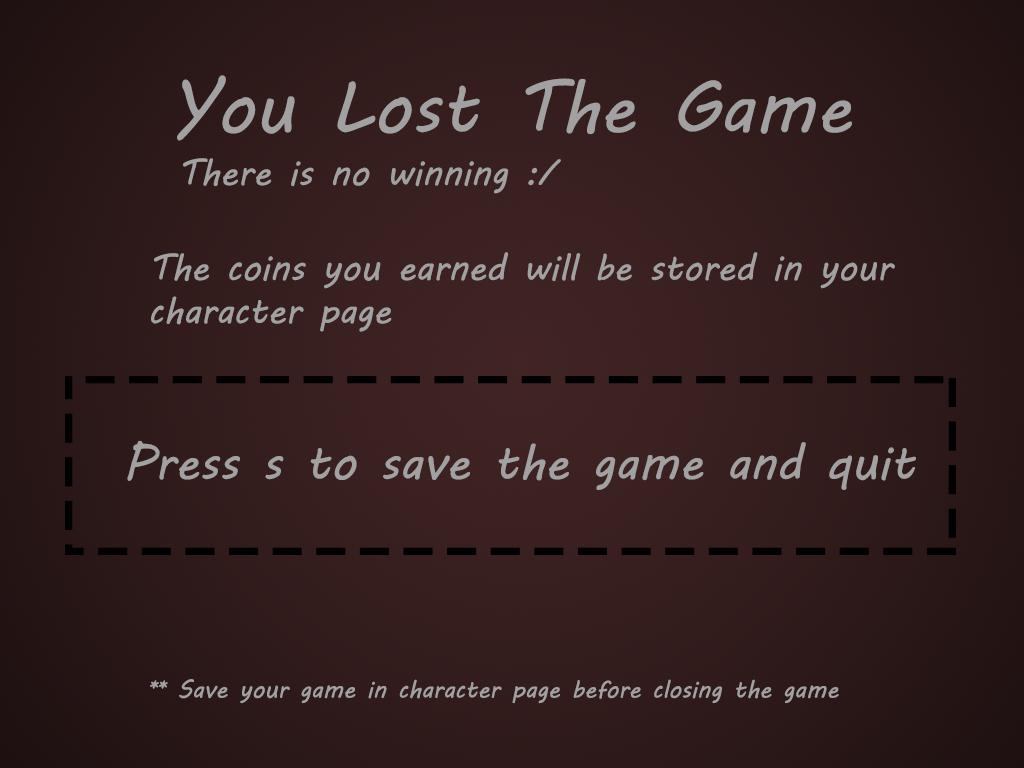 You Lost The Game
There is no winning :/
The coins you earned will be stored in your
character page
Press s to save the game and quit
** Save your game in character page before closing the game